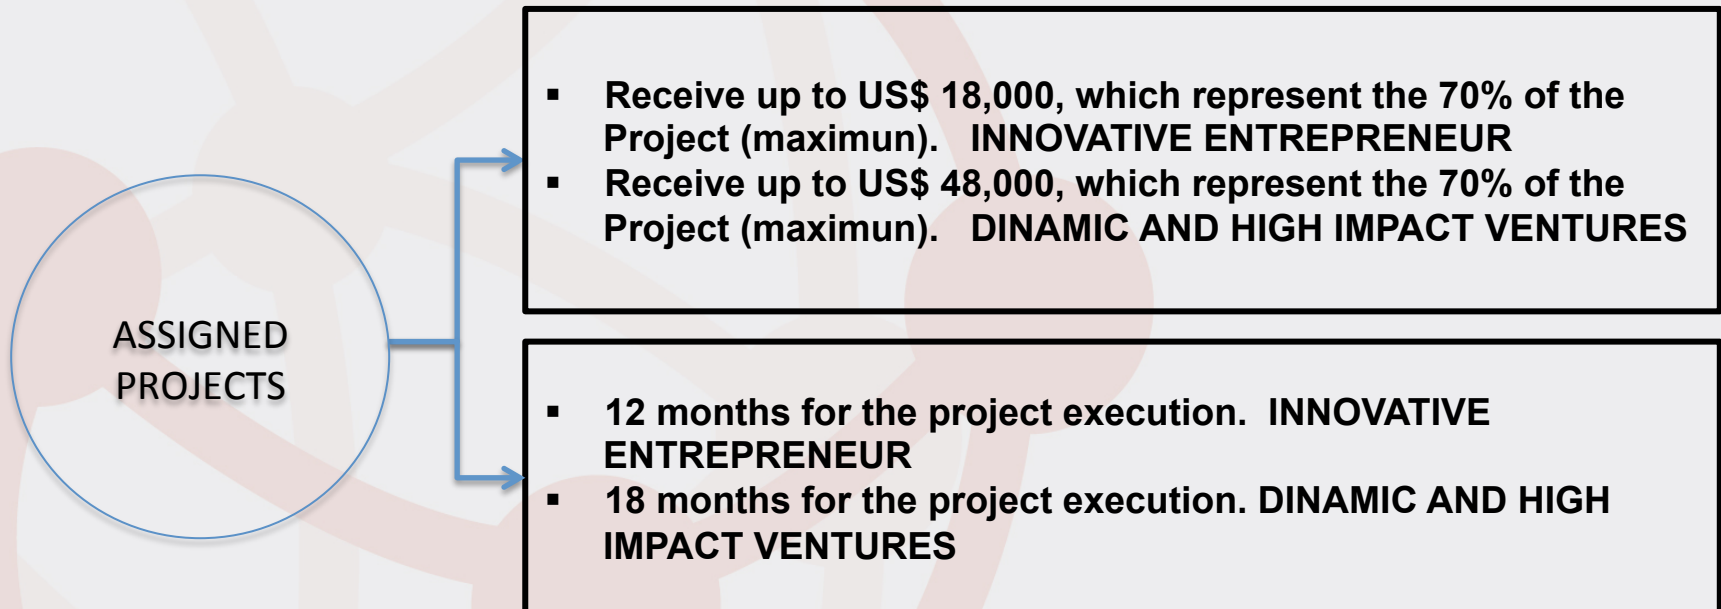 ASSIGNED
PROJECTS
▪ Receive up to US$ 18,000, which represent the 70% of the
Project (maximun). INNOVATIVE ENTREPRENEUR
▪ Receive up to US$ 48,000, which represent the 70% of the
Project (maximun). DINAMIC AND HIGH IMPACT VENTURES
▪ 12 months for the project execution. INNOVATIVE
ENTREPRENEUR
▪ 18 months for the project execution. DINAMIC AND HIGH
IMPACT VENTURES